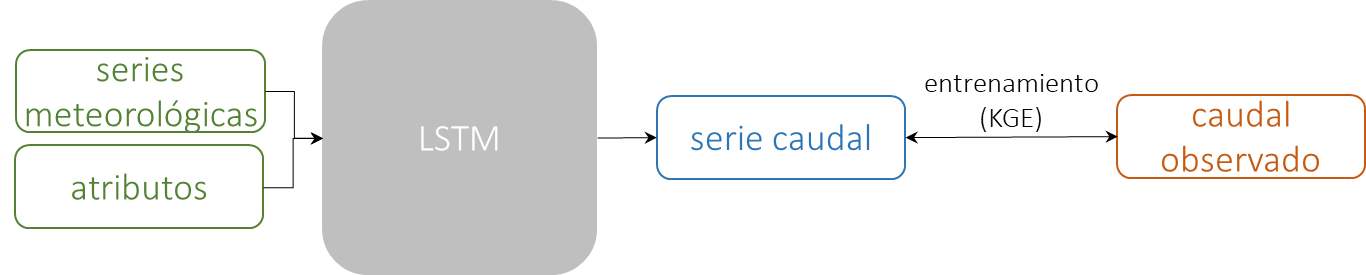 series
meteorológicas
atributos
LSTM
serie caudal
entrenamiento
(KGE)
caudal
observado